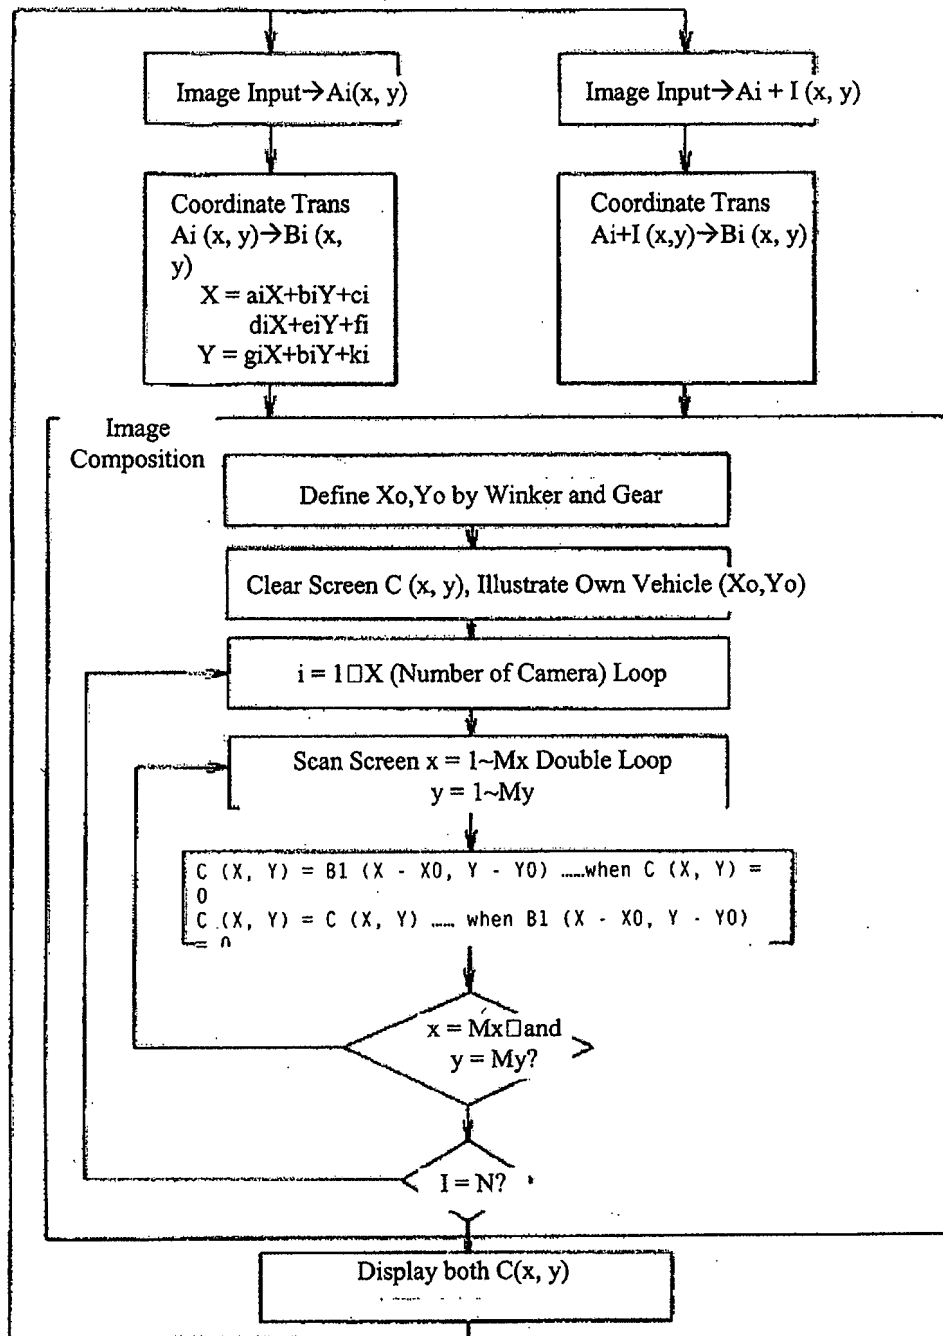 Image Input→Ai(x, y)
Image Input→Ai + I (x, y)
Coordinate Trans
Ai (x, y)→Bi (x,
y)
X = aiX+biY+ci
diX+eiY+fi
Y = giX+biY+ki
Coordinate Trans
Ai+I (x,y)→Bi (x, y)
Image
Composition
Define Xo,Yo by Winker and Gear
Clear Screen C (x, y), Illustrate Own Vehicle (Xo,Yo)
i = 1□X (Number of Camera) Loop
Scan Screen x = 1~Mx Double Loop
y = 1~My
C (X, Y) = B1 (X - X0, Y - Y0) ……when C (X, Y) =
0
C (X, Y) = C (X, Y) …… when B1 (X - X0, Y - Y0)
= 0
x = Mx□and
y = My?
I = N?
Display both C(x, y)